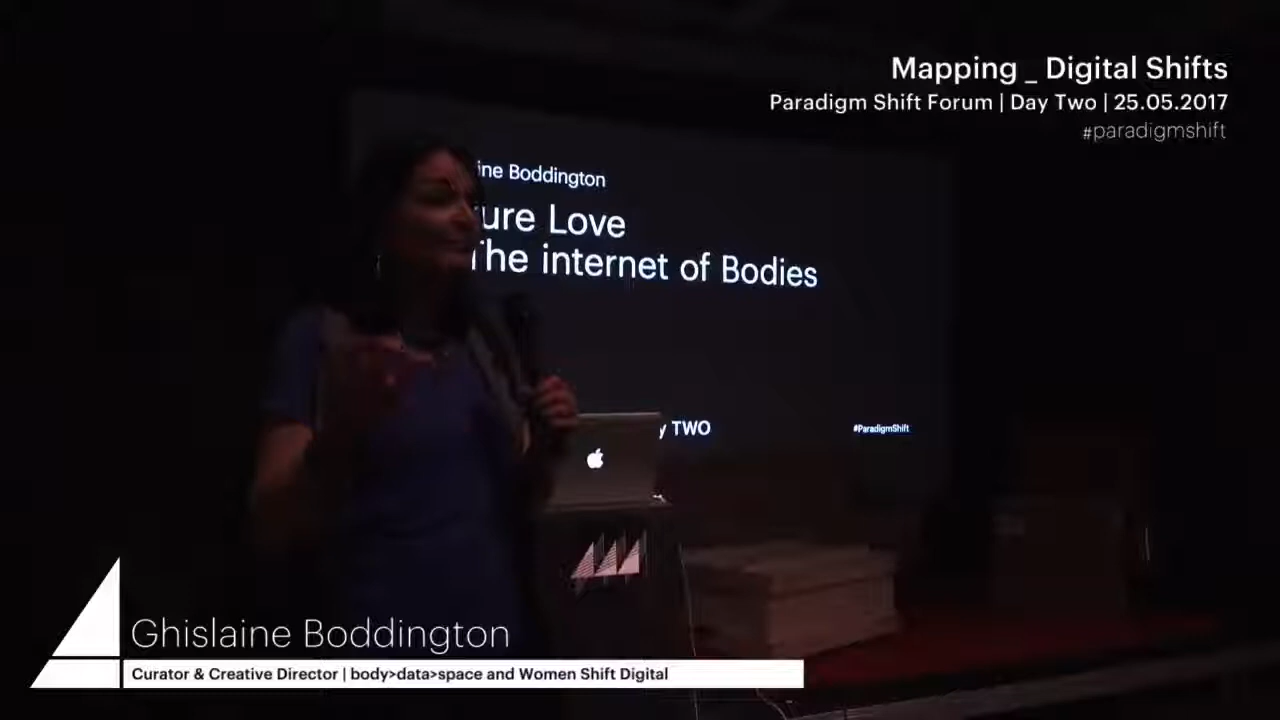 Mapping _ Digital Shifts
Paradigm Shift Forum | Day Two | 25.05.2017
#paradigmshift
ine Boddington
ure Love
The internet of Bodies
y TWO
#ParadigmShift
Ghislaine Boddington
Curator & Creative Director | body>data>space and Women Shift Digital